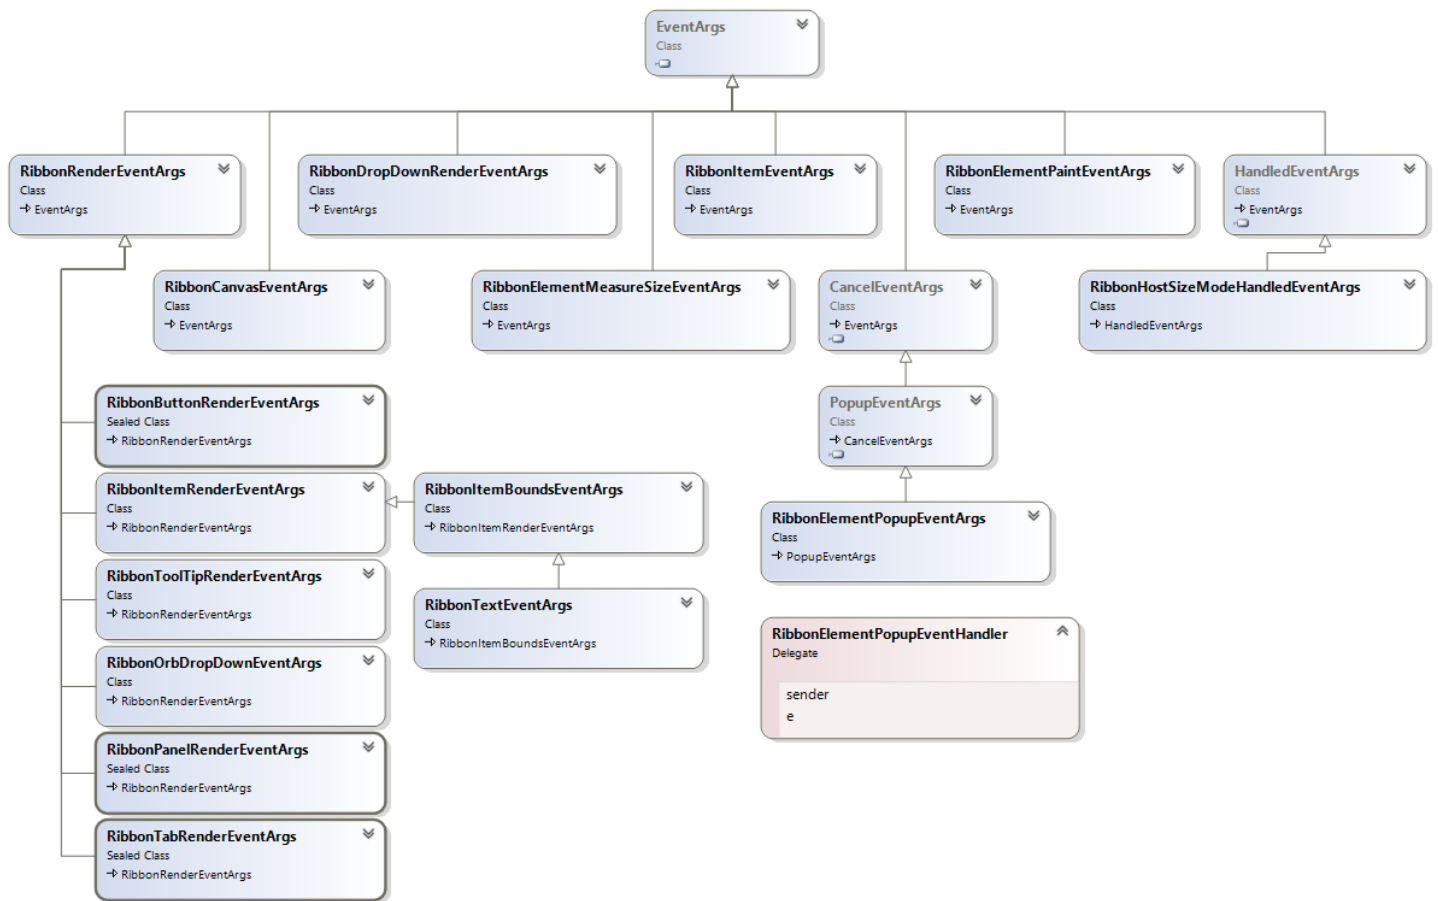 EventArgs
Class
RibbonRenderEventArgs
Class
EventArgs
RibbonDropDownRenderEventArgs
Class
EventArgs
RibbonItemEventArgs
Class
EventArgs
RibbonElementPaintEventArgs
Class
EventArgs
HandledEventArgs
Class
EventArgs
RibbonCanvasEventArgs
Class
EventArgs
RibbonElementMeasureSizeEventArgs
Class
EventArgs
CancelEventArgs
Class
EventArgs
RibbonHostSizeModeHandledEventArgs
Class
HandledEventArgs
RibbonButtonRenderEventArgs
Sealed Class
RibbonRenderEventArgs
PopupEventArgs
Class
CancelEventArgs
RibbonItemRenderEventArgs
Class
RibbonRenderEventArgs
RibbonItemBoundsEventArgs
Class
RibbonItemRenderEventArgs
RibbonElementPopupEventArgs
Class
PopupEventArgs
RibbonToolTipRenderEventArgs
Class
RibbonRenderEventArgs
RibbonTextEventArgs
Class
RibbonItemBoundsEventArgs
RibbonElementPopupEventHandler
Delegate
sender
e
RibbonOrbDropDownEventArgs
Class
RibbonRenderEventArgs
RibbonPanelRenderEventArgs
Sealed Class
RibbonRenderEventArgs
RibbonTabRenderEventArgs
Sealed Class
RibbonRenderEventArgs